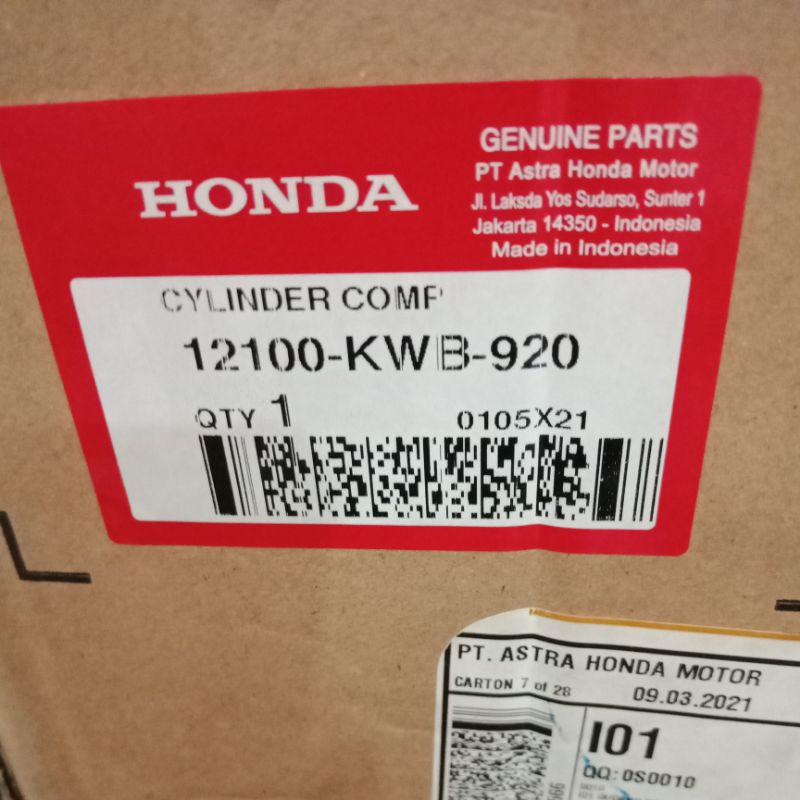 HONDA
GENUINE PARTS
PT Astra Honda Motor
Jl. Laksda Yos Sudarso, Sunter 1
Jakarta 14350 - Indonesia
Made in Indonesia
CYLINDER COMP
12100-KWB-920
QTY 1
0105X21
PT. ASTRA HONDA MOTOR
CARTON 7 of 28
09.03.2021
I01
QQ: 0S0010